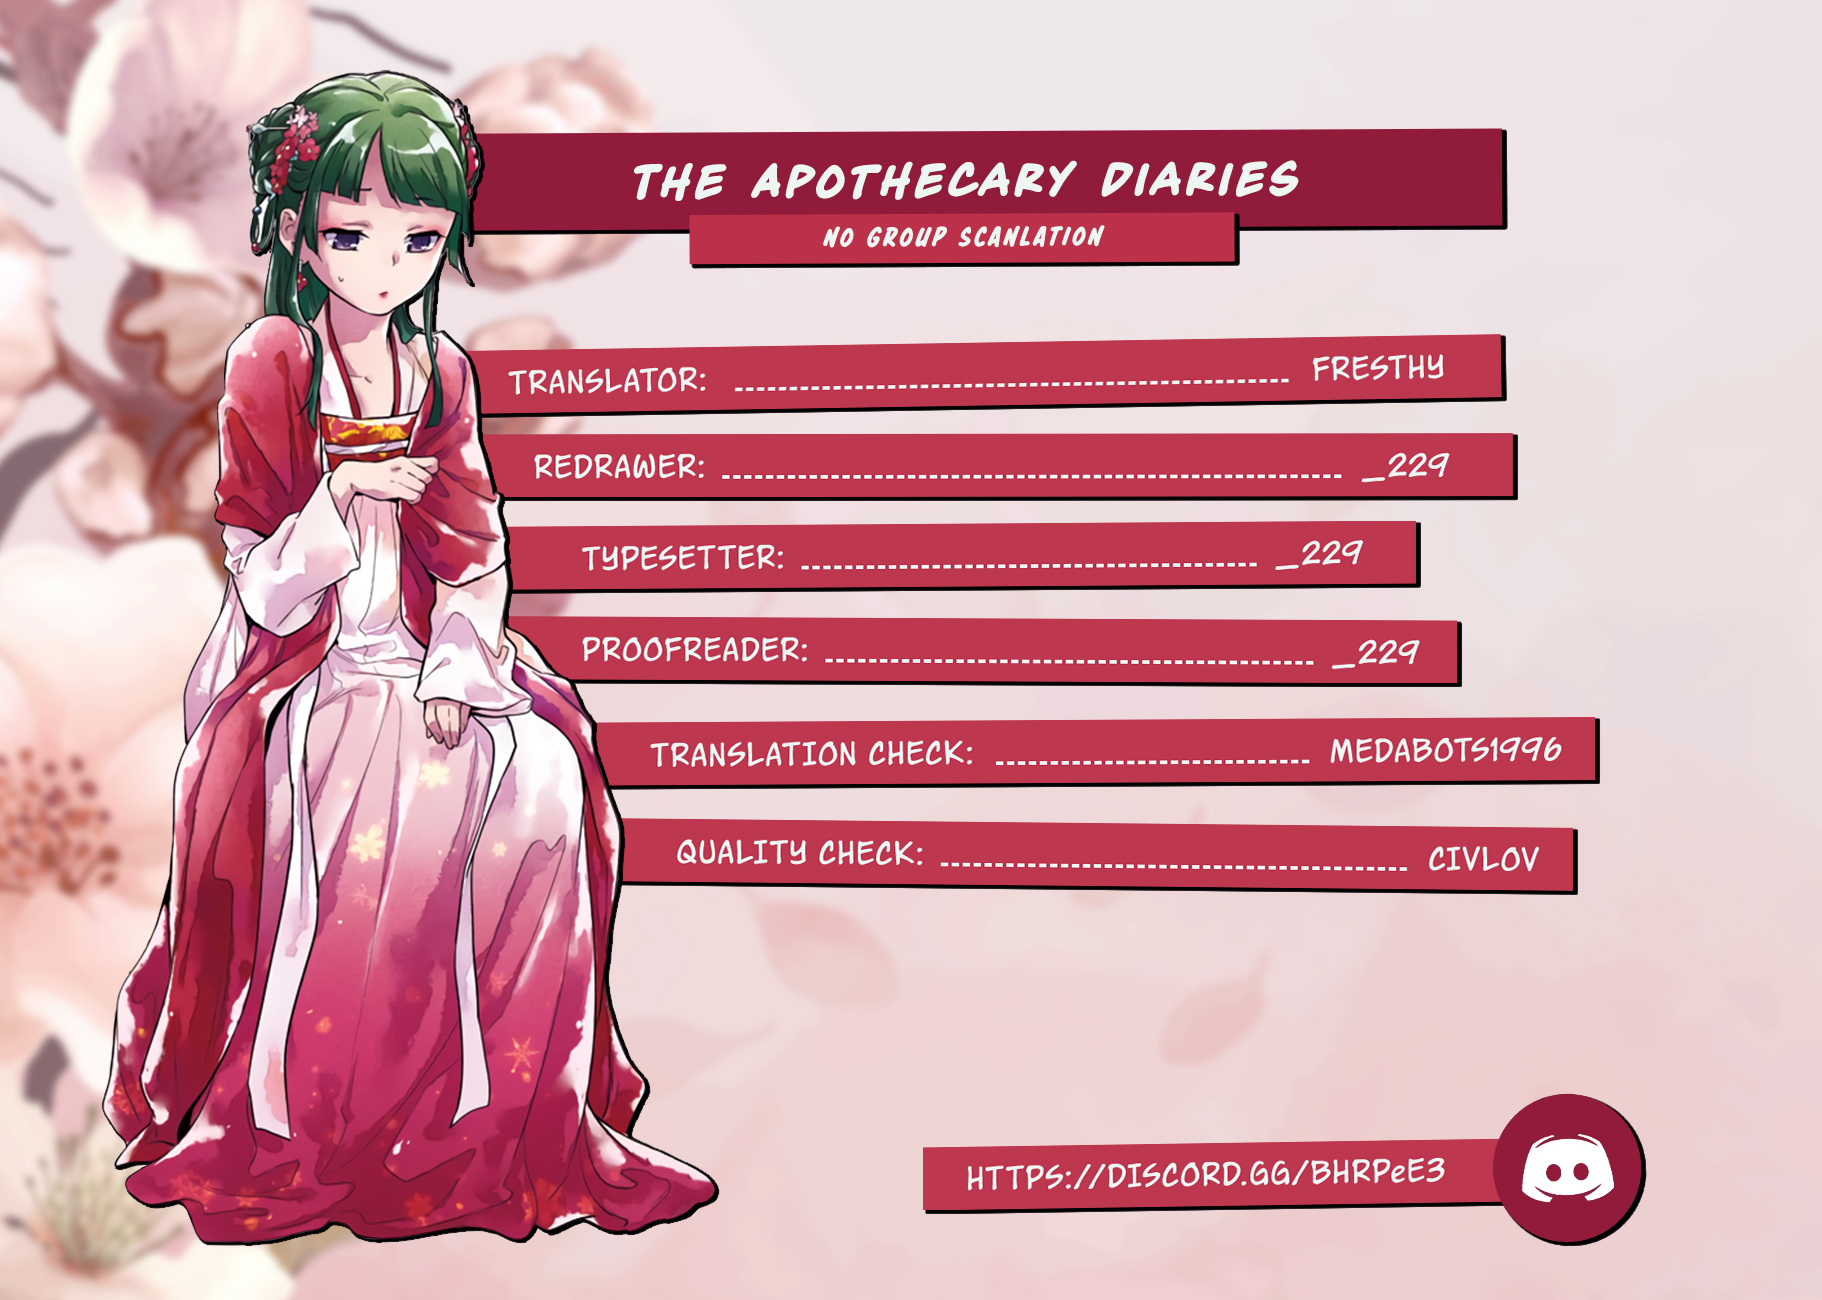 THE APOTHECARY DIARIES
NO GROUP SCANLATION
TRANSLATOR: FRESTHY
REDRAWER: _229
TYPESETTER: _229
PROOFREADER: _229
TRANSLATION CHECK: MEDABOTS1996
QUALITY CHECK: CIVLOV
HTTPS://DISCORD.GG/BHRPeE3